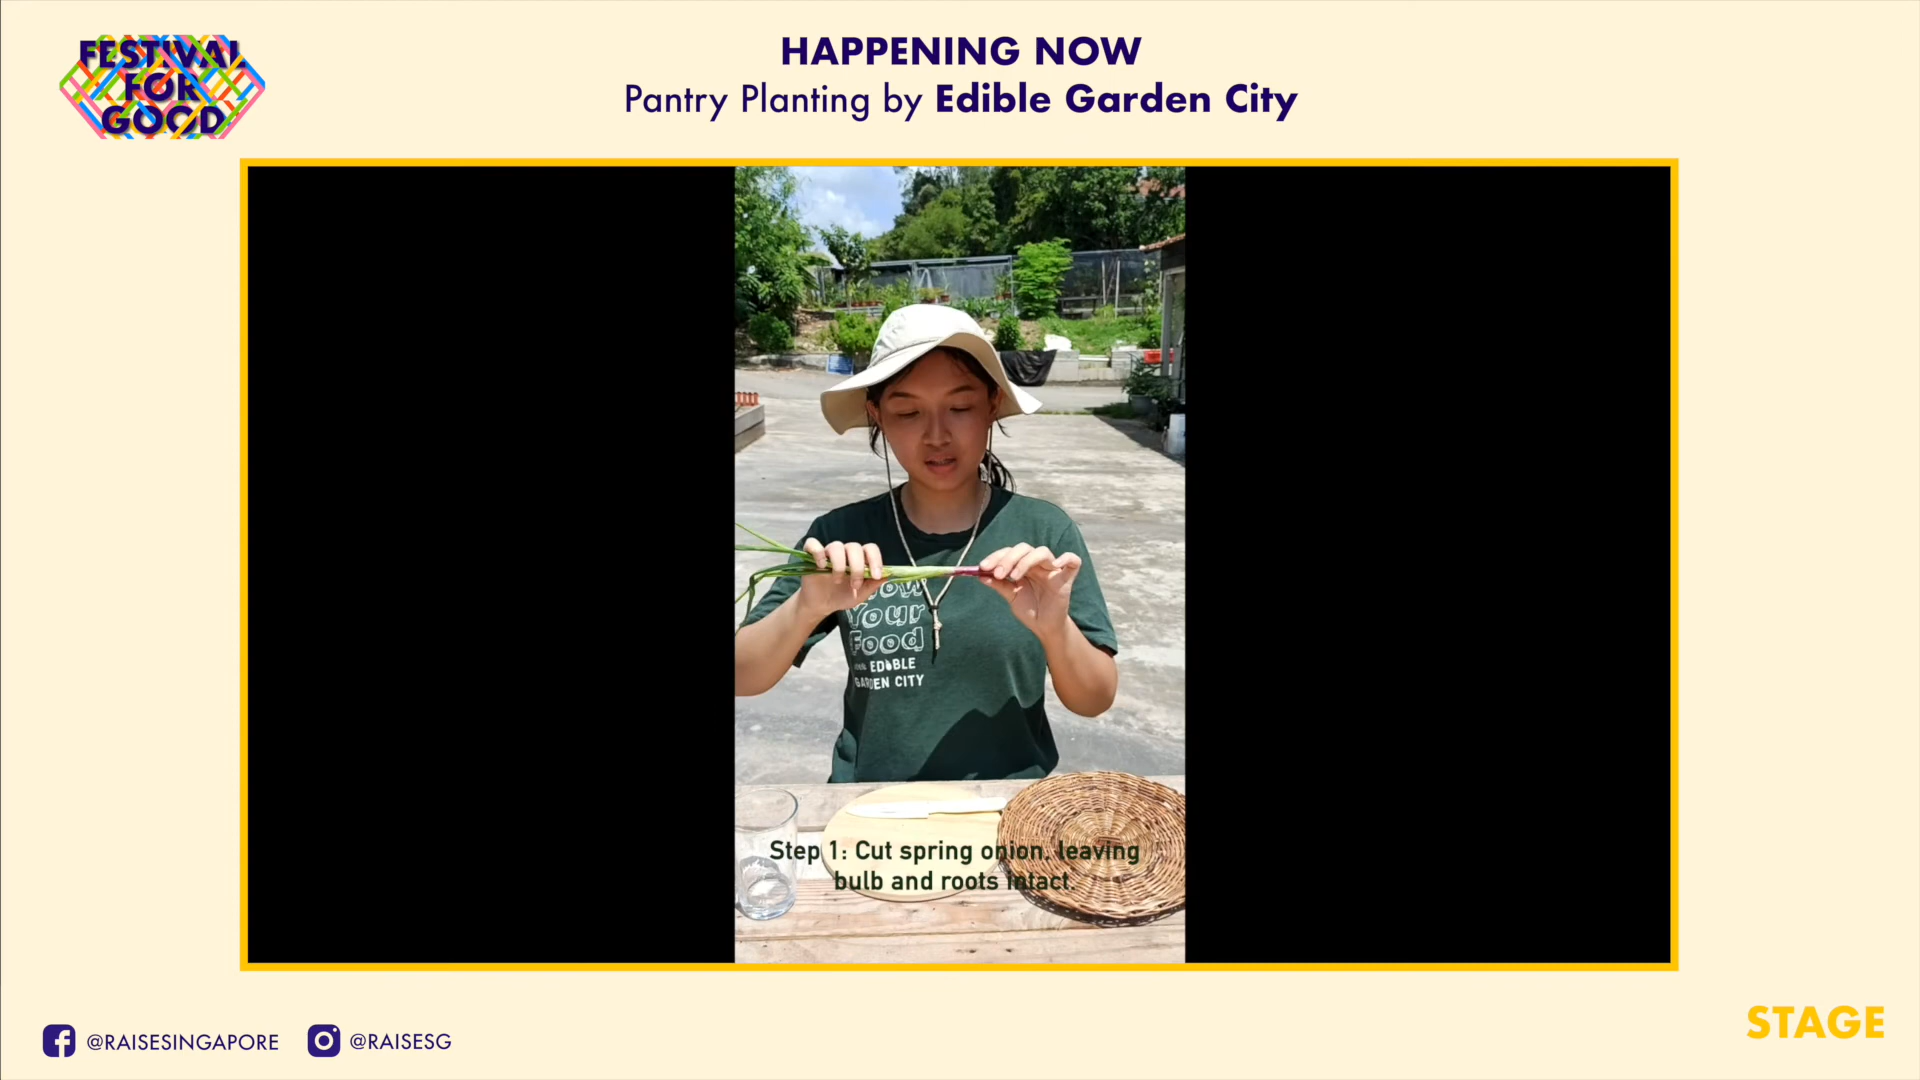 FESTIVAL
FOR
GOOD
HAPPENING NOW
Pantry Planting by Edible Garden City
Your
Food
EDIBLE
GARDEN CITY
Step 1: Cut spring onion, leaving
bulb and roots intact.
@RAISESINGAPORE
@RAISESG
STAGE